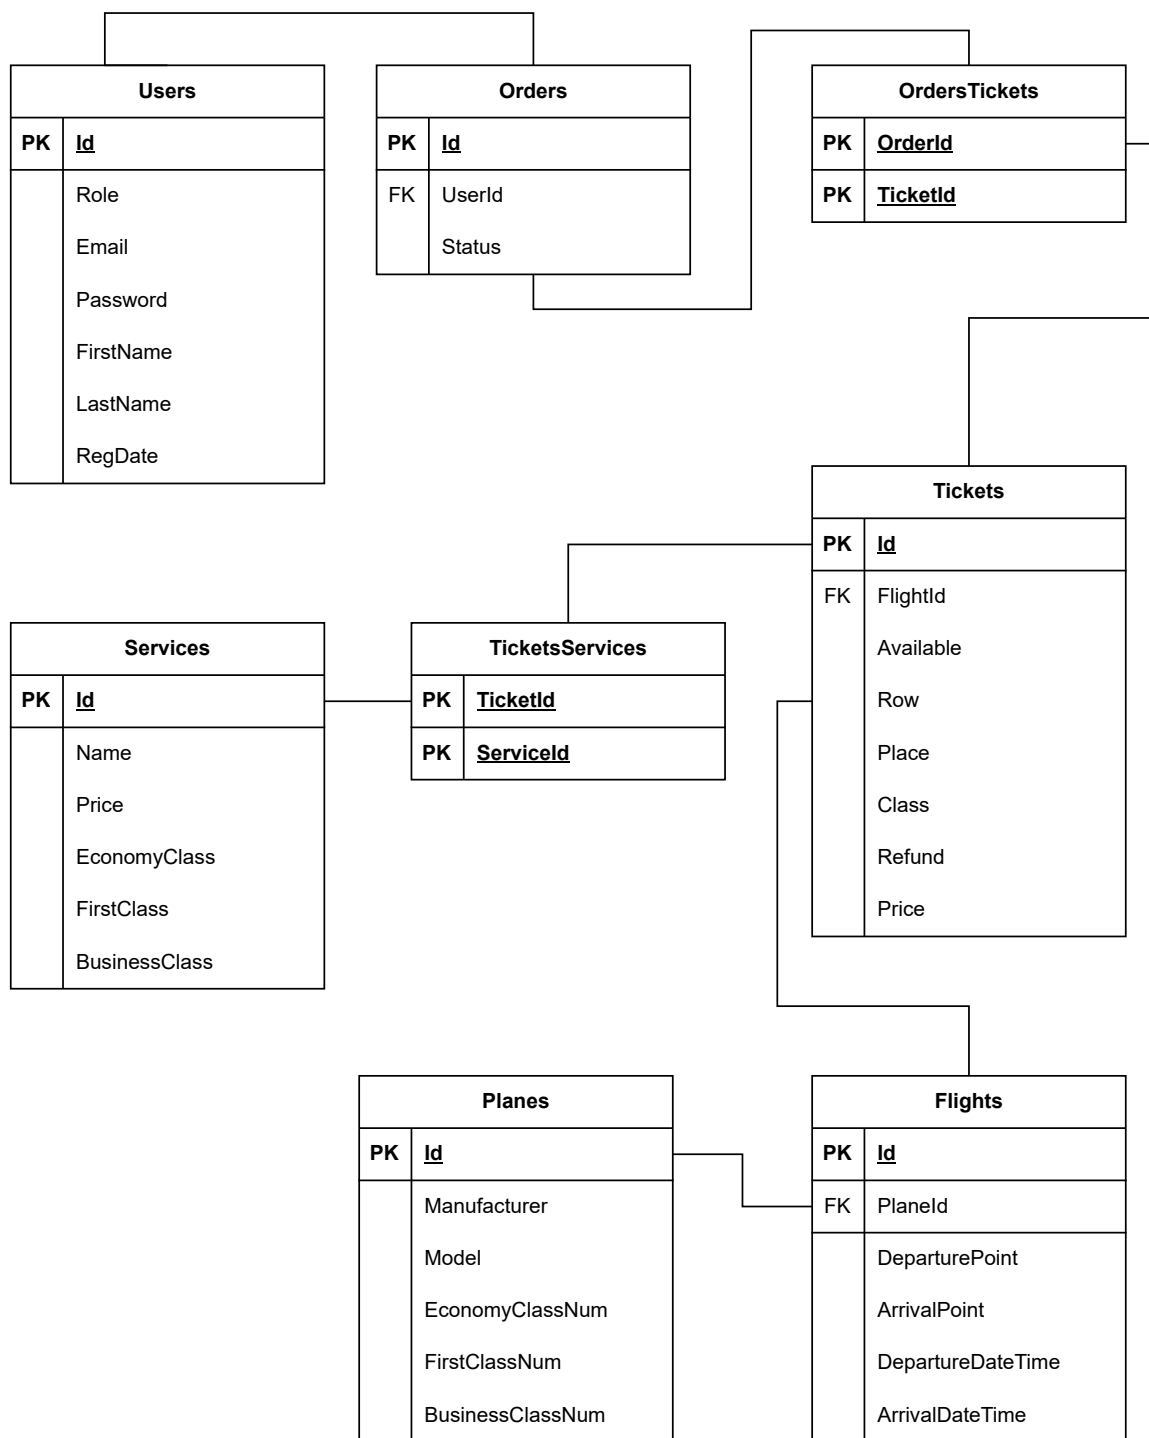 Users
PK Id
Role
Email
Password
FirstName
LastName
RegDate
Orders
PK Id
FK UserId
Status
OrdersTickets
PK OrderId
PK TicketId
Tickets
PK Id
FK FlightId
Available
Row
Place
Class
Refund
Price
Services
PK Id
Name
Price
EconomyClass
FirstClass
BusinessClass
TicketsServices
PK TicketId
PK ServiceId
Planes
PK Id
Manufacturer
Model
EconomyClassNum
FirstClassNum
BusinessClassNum
Flights
PK Id
FK PlaneId
DeparturePoint
ArrivalPoint
DepartureDateTime
ArrivalDateTime